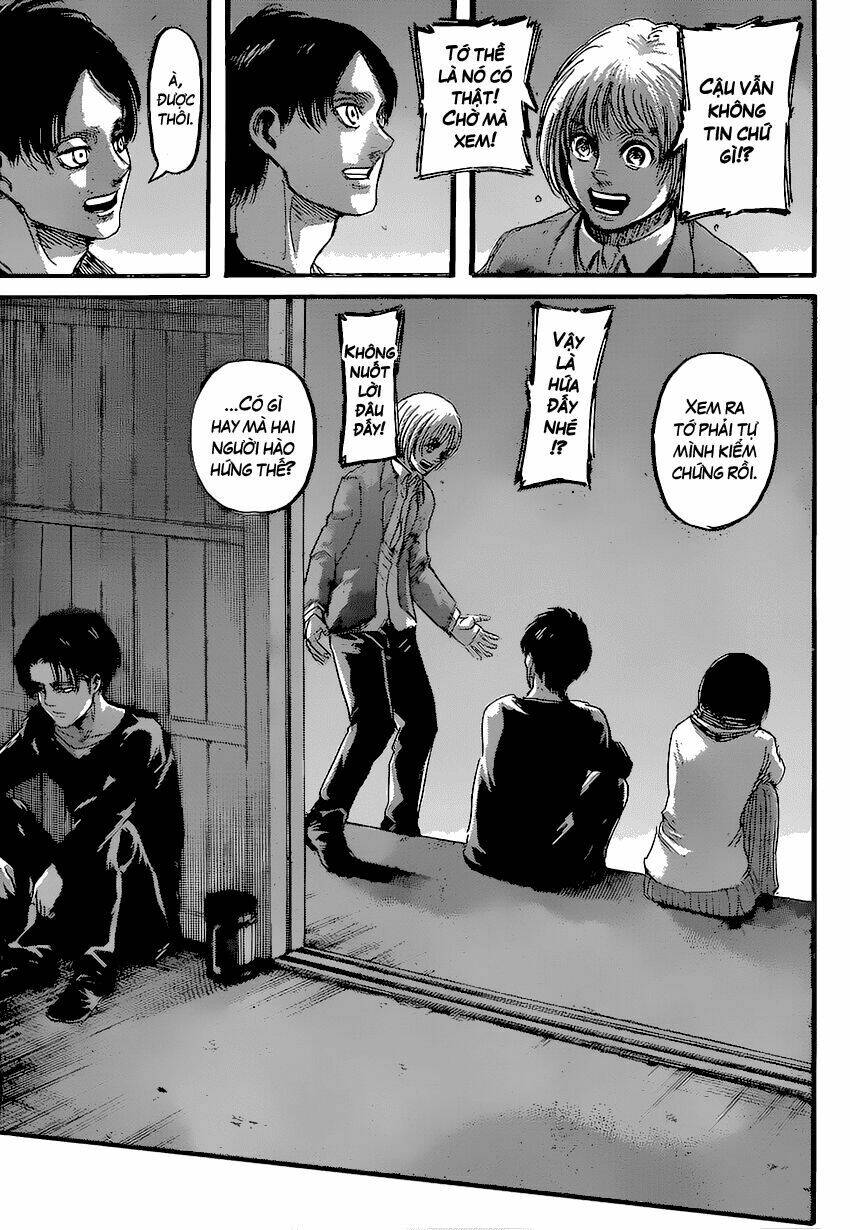 CẬU VẪN
KHÔNG
TIN CHỨ
GÌ!?
TỚ THỀ
LÀ NÓ CÓ
THẬT!
CHỜ MÀ
XEM!
À,
ĐƯỢC
THÔI.
XEM RA
TỚ PHẢI TỰ
MÌNH KIỂM
CHỨNG RỒI.
VẬY
LÀ
HỨA
ĐẤY
NHÉ
!?
KHÔNG
NUỐT
LỜI
ĐÂU
ĐẤY!
...CÓ GÌ
HAY MÀ HAI
NGƯỜI HÀO
HỨNG THẾ?